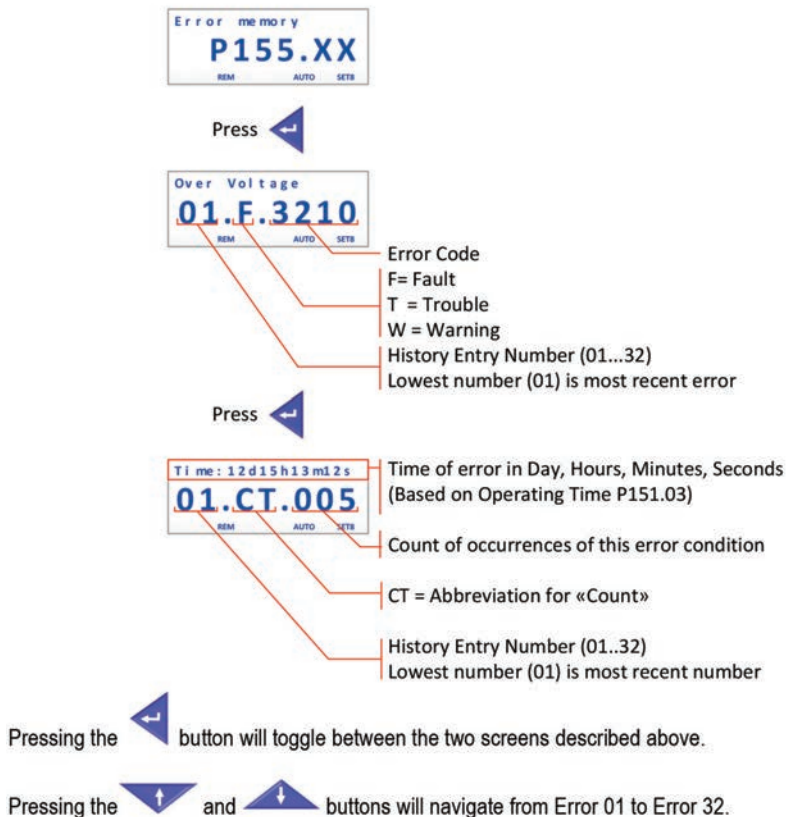 Error memory
P155.XX
REM AUTO SETB
Press
Over Voltage
01.F.3210
REM AUTO SETB
Error Code
F= Fault
T = Trouble
W = Warning
History Entry Number (01...32)
Lowest number (01) is most recent error
Press
Time:12d15h13m12s
01.CT.005
REM AUTO SETB
Time of error in Day, Hours, Minutes, Seconds
(Based on Operating Time P151.03)
Count of occurrences of this error condition
CT = Abbreviation for «Count»
History Entry Number (01..32)
Lowest number (01) is most recent number
Pressing the button will toggle between the two screens described above.
Pressing the and buttons will navigate from Error 01 to Error 32.